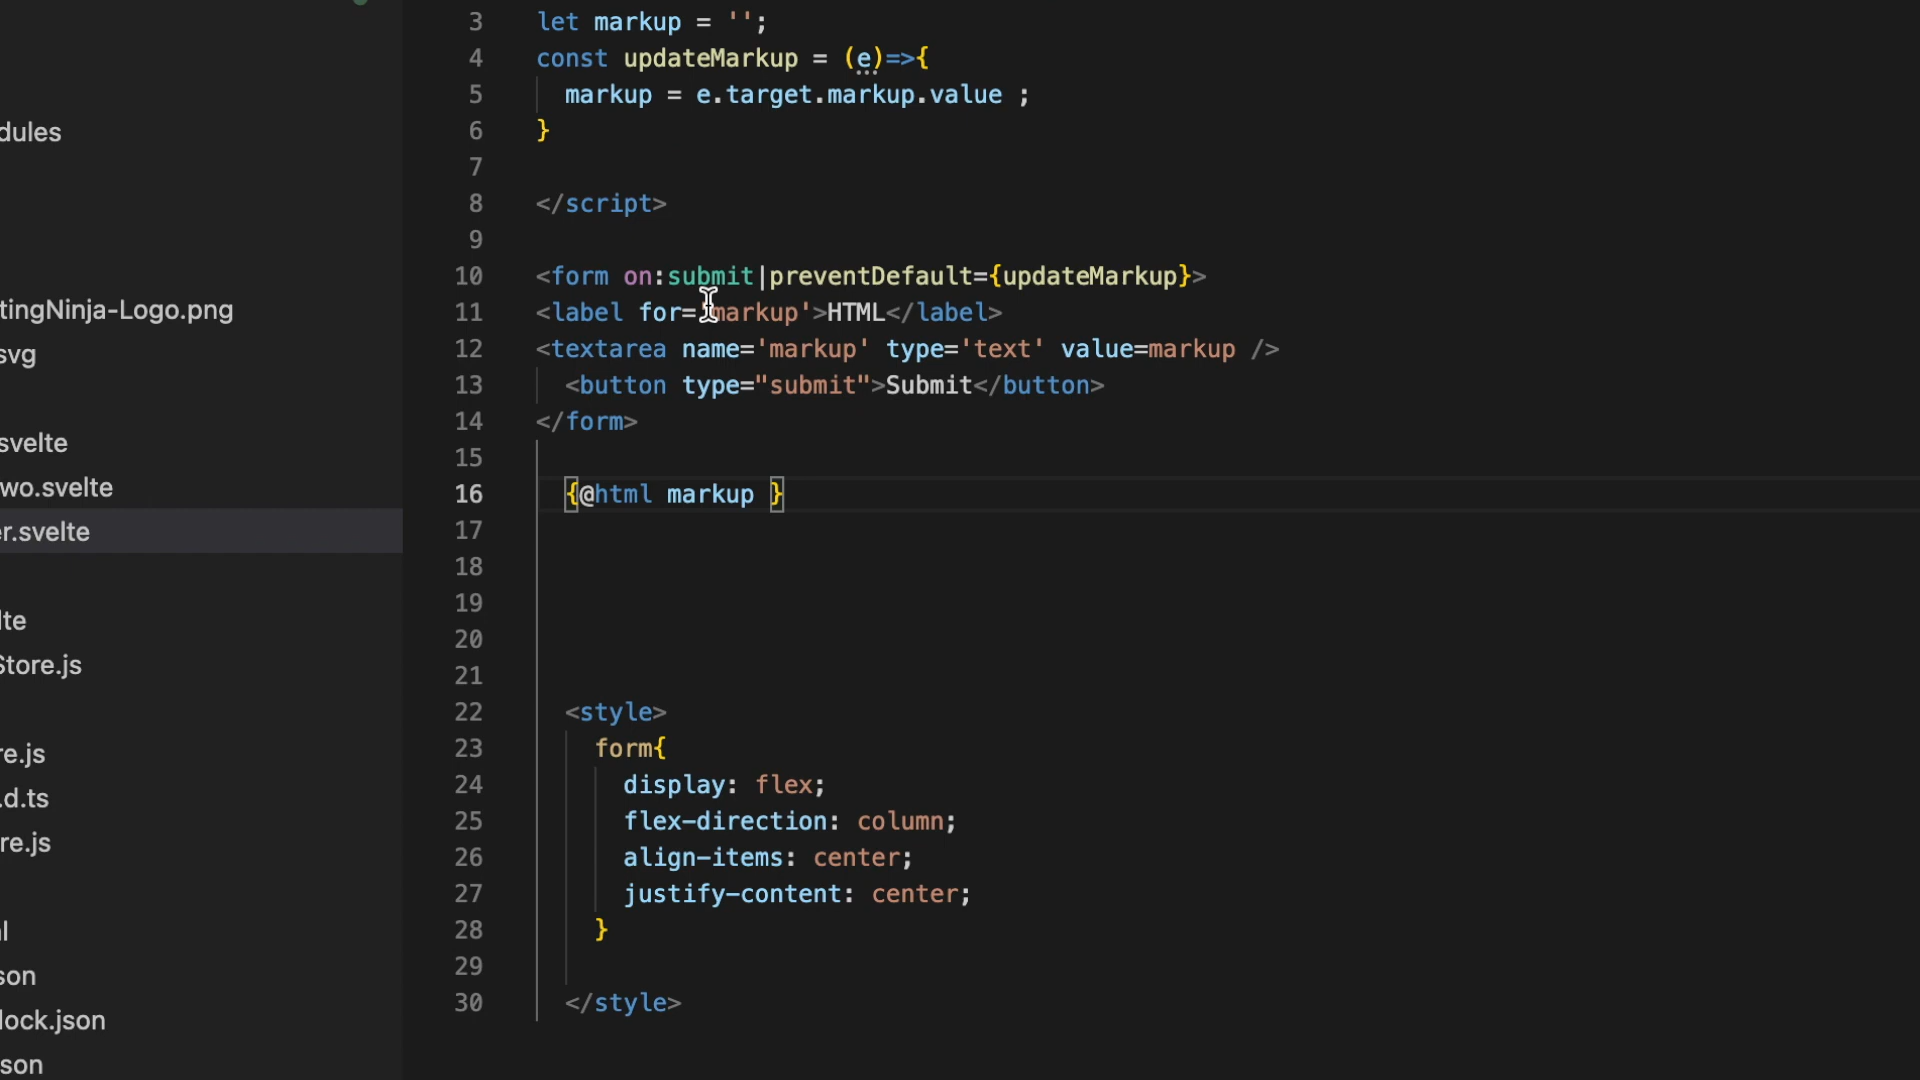 dules
tingNinja-Logo.png
svg
svelte
wo.svelte
r.svelte
lte
Store.js
re.js
.d.ts
re.js
l
son
lock.json
son
3 let markup = '';
4 const updateMarkup = (e)=>{
5 markup = e.target.markup.value ;
6 }
7
8 </script>
9
10 <form on:submit|preventDefault={updateMarkup}>
11 <label for='markup'>HTML</label>
12 <textarea name='markup' type='text' value=markup />
13 <button type="submit">Submit</button>
14 </form>
15
16 {@html markup }
17
18
19
20
21
22 <style>
23 form{
24 display: flex;
25 flex-direction: column;
26 align-items: center;
27 justify-content: center;
28 }
29
30 </style>